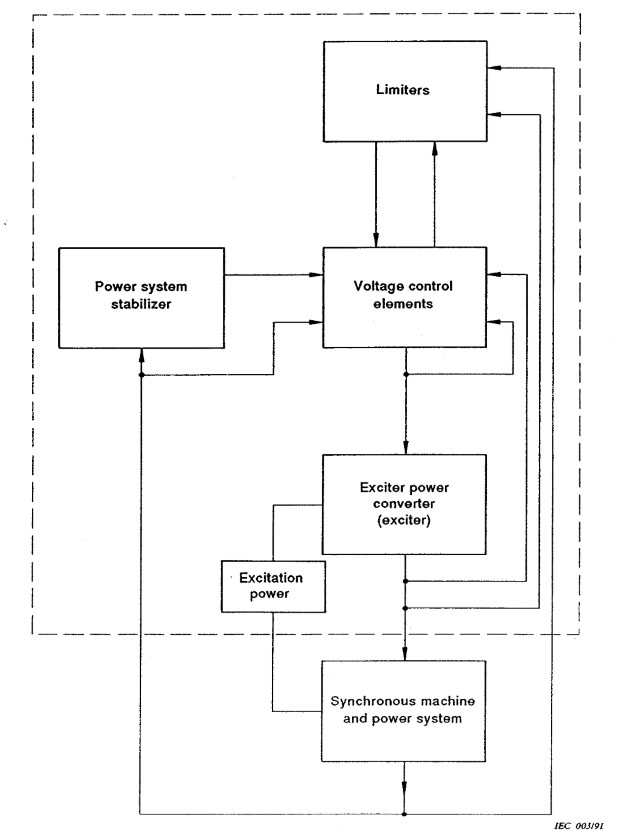 Limiters
Power system
stabilizer
Voltage control
elements
Exciter power
converter
(exciter)
Excitation
power
Synchronous machine
and power system
IEC 003/91